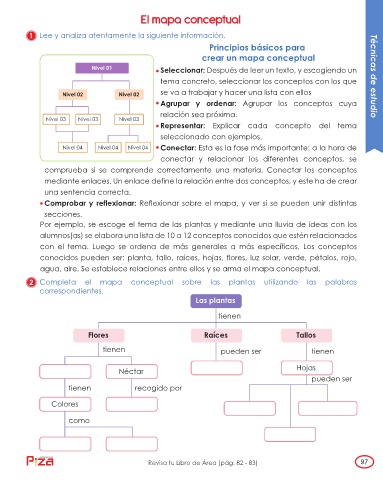 El mapa conceptual
1 Lee y analiza atentamente la siguiente información.
Principios básicos para
crear un mapa conceptual
Nivel 01
Nivel 02 Nivel 02
Nivel 03 Nivel 03 Nivel 03
Nivel 04 Nivel 04 Nivel 04
• Seleccionar: Después de leer un texto, y escogiendo un
tema concreto, seleccionar los conceptos con los que
se va a trabajar y hacer una lista con ellos
• Agrupar y ordenar: Agrupar los conceptos cuya
relación sea próxima.
• Representar: Explicar cada concepto del tema
seleccionado con ejemplos.
• Conectar: Esta es la fase más importante: a la hora de
conectar y relacionar los diferentes conceptos, se
comprueba si se comprende correctamente una materia. Conectar los conceptos
mediante enlaces. Un enlace define la relación entre dos conceptos, y este ha de crear
una sentencia correcta.
• Comprobar y reflexionar: Reflexionar sobre el mapa, y ver si se pueden unir distintas
secciones.
Por ejemplo, se escoge el tema de las plantas y mediante una lluvia de ideas con los
alumnos(as) se elabora una lista de 10 a 12 conceptos conocidos que estén relacionados
con el tema. Luego se ordena de más generales a más específicos. Los conceptos
conocidos pueden ser: planta, tallo, raíces, hojas, flores, luz solar, verde, pétalos, rojo,
agua, aire. Se establece relaciones entre ellos y se arma el mapa conceptual.
2 Completa el mapa conceptual sobre las plantas utilizando las palabras
correspondientes.
Las plantas
tienen
Flores Raíces Tallos
tienen pueden ser tienen
Néctar Hojas
tienen recogido por pueden ser
Colores
como
Técnicas de estudio
Piza
Revisa tu Libro de Área (pág. 82 - 83)
97